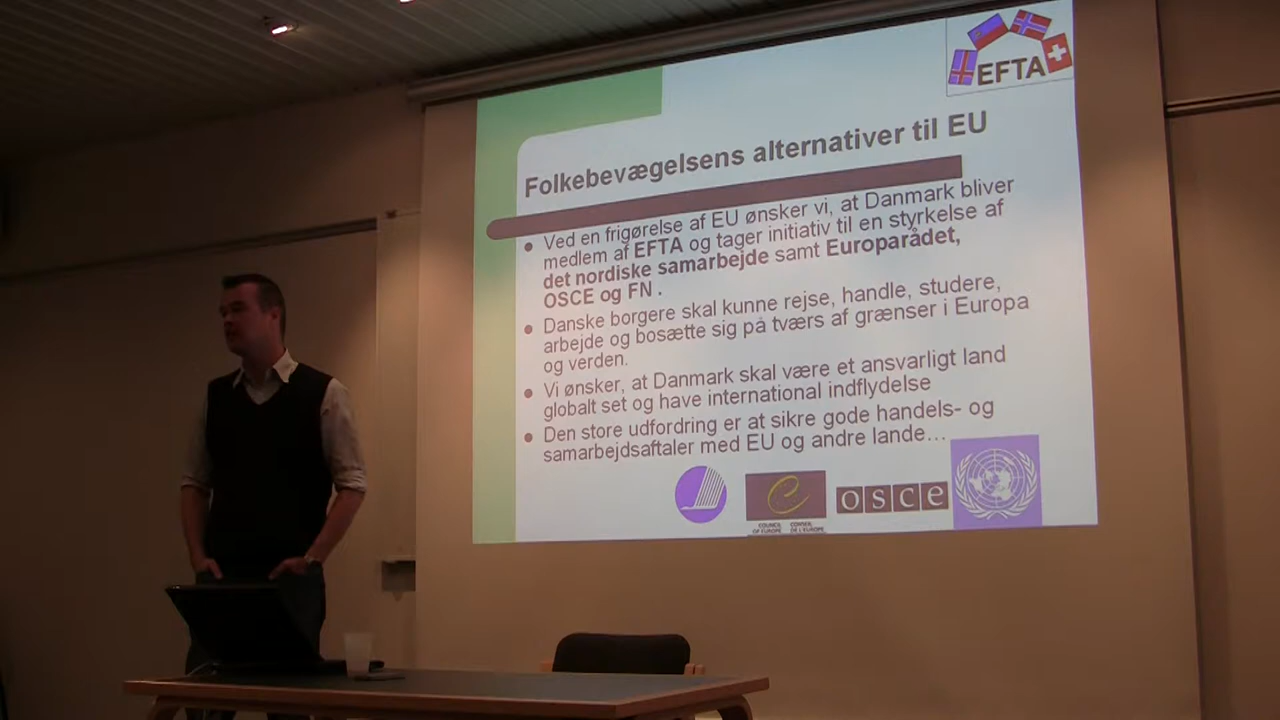 EFTA
Folkebevægelsens alternativer til EU
Ved en frigørelse af EU ønsker vi, at Danmark bliver
medlem af EFTA og tager initiativ til en styrkelse af
det nordiske samarbejde samt Europarådet,
OSCE og FN .
Danske borgere skal kunne rejse, handle, studere,
arbejde og bosætte sig på tværs af grænser i Europa
og verden.
Vi ønsker, at Danmark skal være et ansvarligt land
globalt set og have international indflydelse
Den store udfordring er at sikre gode handels- og
samarbejdsaftaler med EU og andre lande…
COUNCIL CONSEIL
OF EUROPE DE L'EUROPE
osce